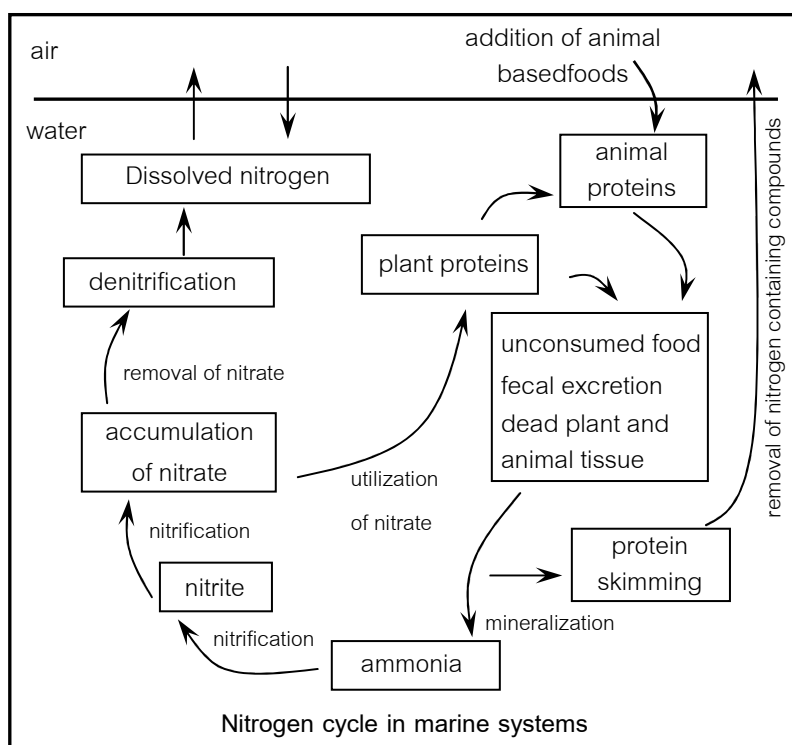 air
addition of animal
basedfoods
water
animal
proteins
Dissolved nitrogen
plant proteins
denitrification
unconsumed food
fecal excretion
dead plant and
animal tissue
removal of nitrate
accumulation
of nitrate
utilization
of nitrate
nitrification
protein
skimming
nitrite
mineralization
nitrification
ammonia
removal of nitrogen containing compounds
Nitrogen cycle in marine systems